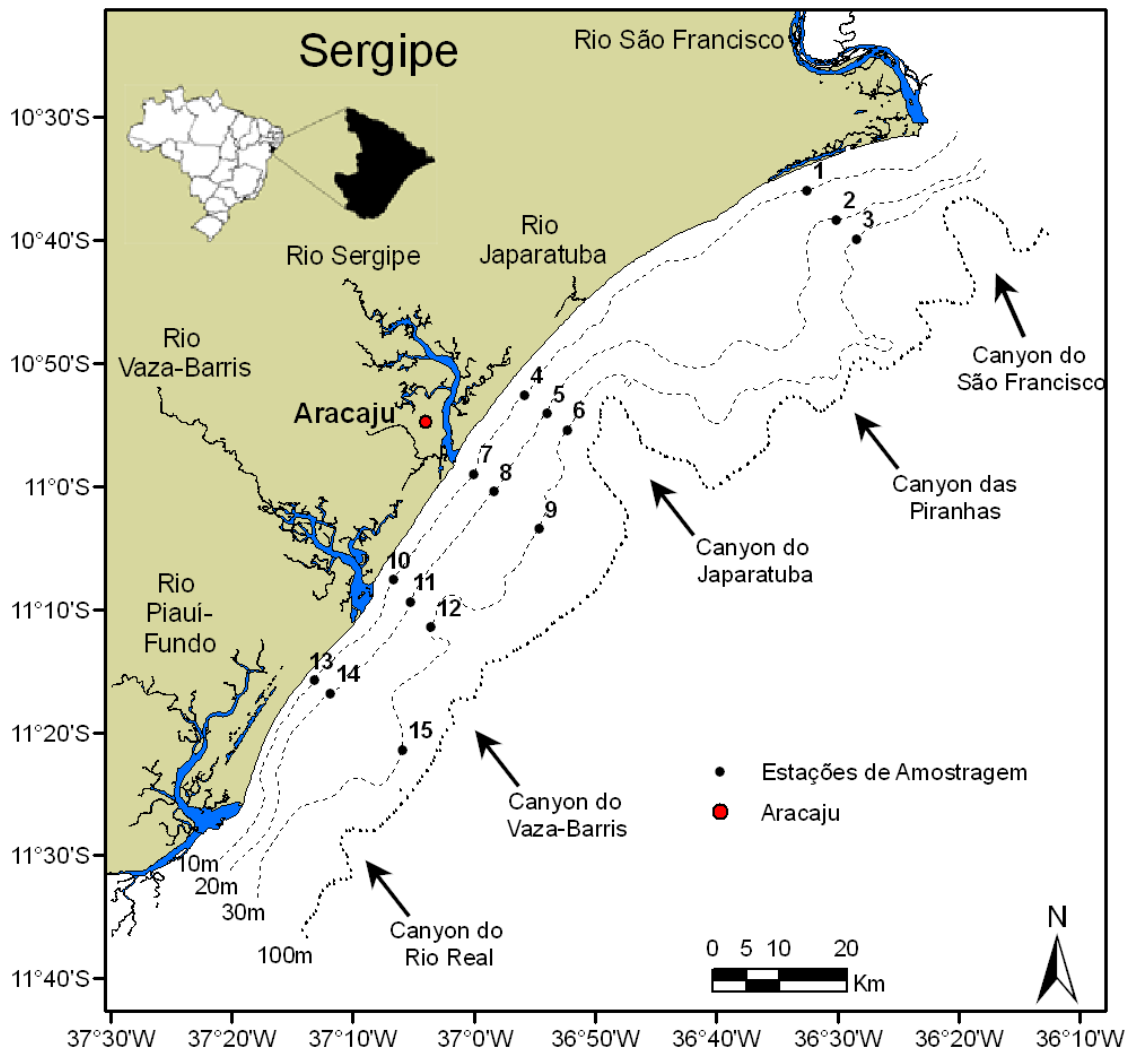 Sergipe
Rio São Francisco
10°30'S
10°40'S
10°50'S
11°0'S
11°10'S
11°20'S
11°30'S
11°40'S
Rio Sergipe
Rio
Japaratuba
Rio
Vaza-Barris
Aracaju
Rio
Piauí-
Fundo
1
2
3
4
5
6
7
8
9
10
11
12
13
14
15
Canyon do
São Francisco
Canyon das
Piranhas
Canyon do
Japaratuba
Canyon do
Vaza-Barris
Canyon do
Rio Real
Estações de Amostragem
Aracaju
10m
20m
30m
100m
N
0 5 10 20
Km
37°30'W 37°20'W 37°10'W 37°0'W 36°50'W 36°40'W 36°30'W 36°20'W 36°10'W